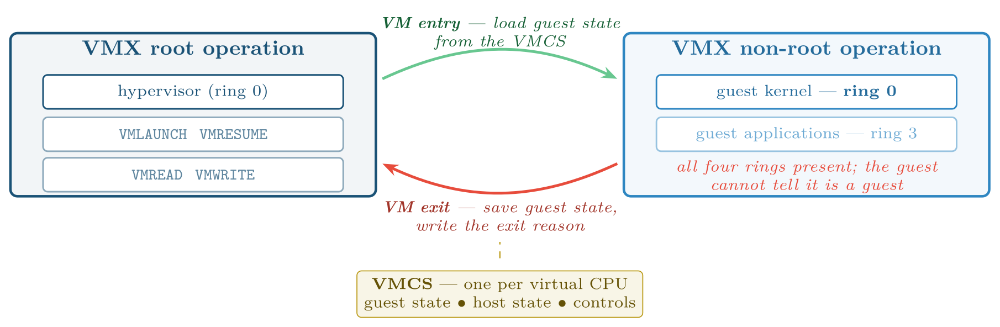 VM entry — load guest state
from the VMCS
VMX root operation
hypervisor (ring 0)
VMLAUNCH VMRESUME
VMREAD VMWRITE
VMX non-root operation
guest kernel — ring 0
guest applications — ring 3
all four rings present; the guest
cannot tell it is a guest
VM exit — save guest state,
write the exit reason
VMCS — one per virtual CPU
guest state • host state • controls